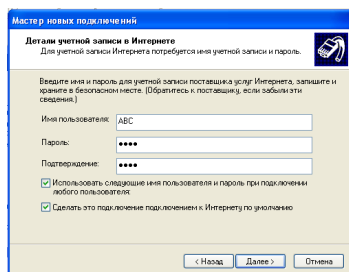 Мастер новых подключений
Детали учетной записи в Интернете
Для учетной записи Интернета потребуется имя учетной записи и пароль.
Введите имя и пароль для учетной записи поставщика услуг Интернета, запишите и
храните в безопасном месте. (Обратитесь к поставщику, если забыли эти
сведения.)
Имя пользователя: ABC
Пароль: ••••
Подтверждение: ••••
Использовать следующие имя пользователя и пароль при подключении
любого пользователя:
Сделать это подключение подключением к Интернету по умолчанию
< Назад Далее > Отмена